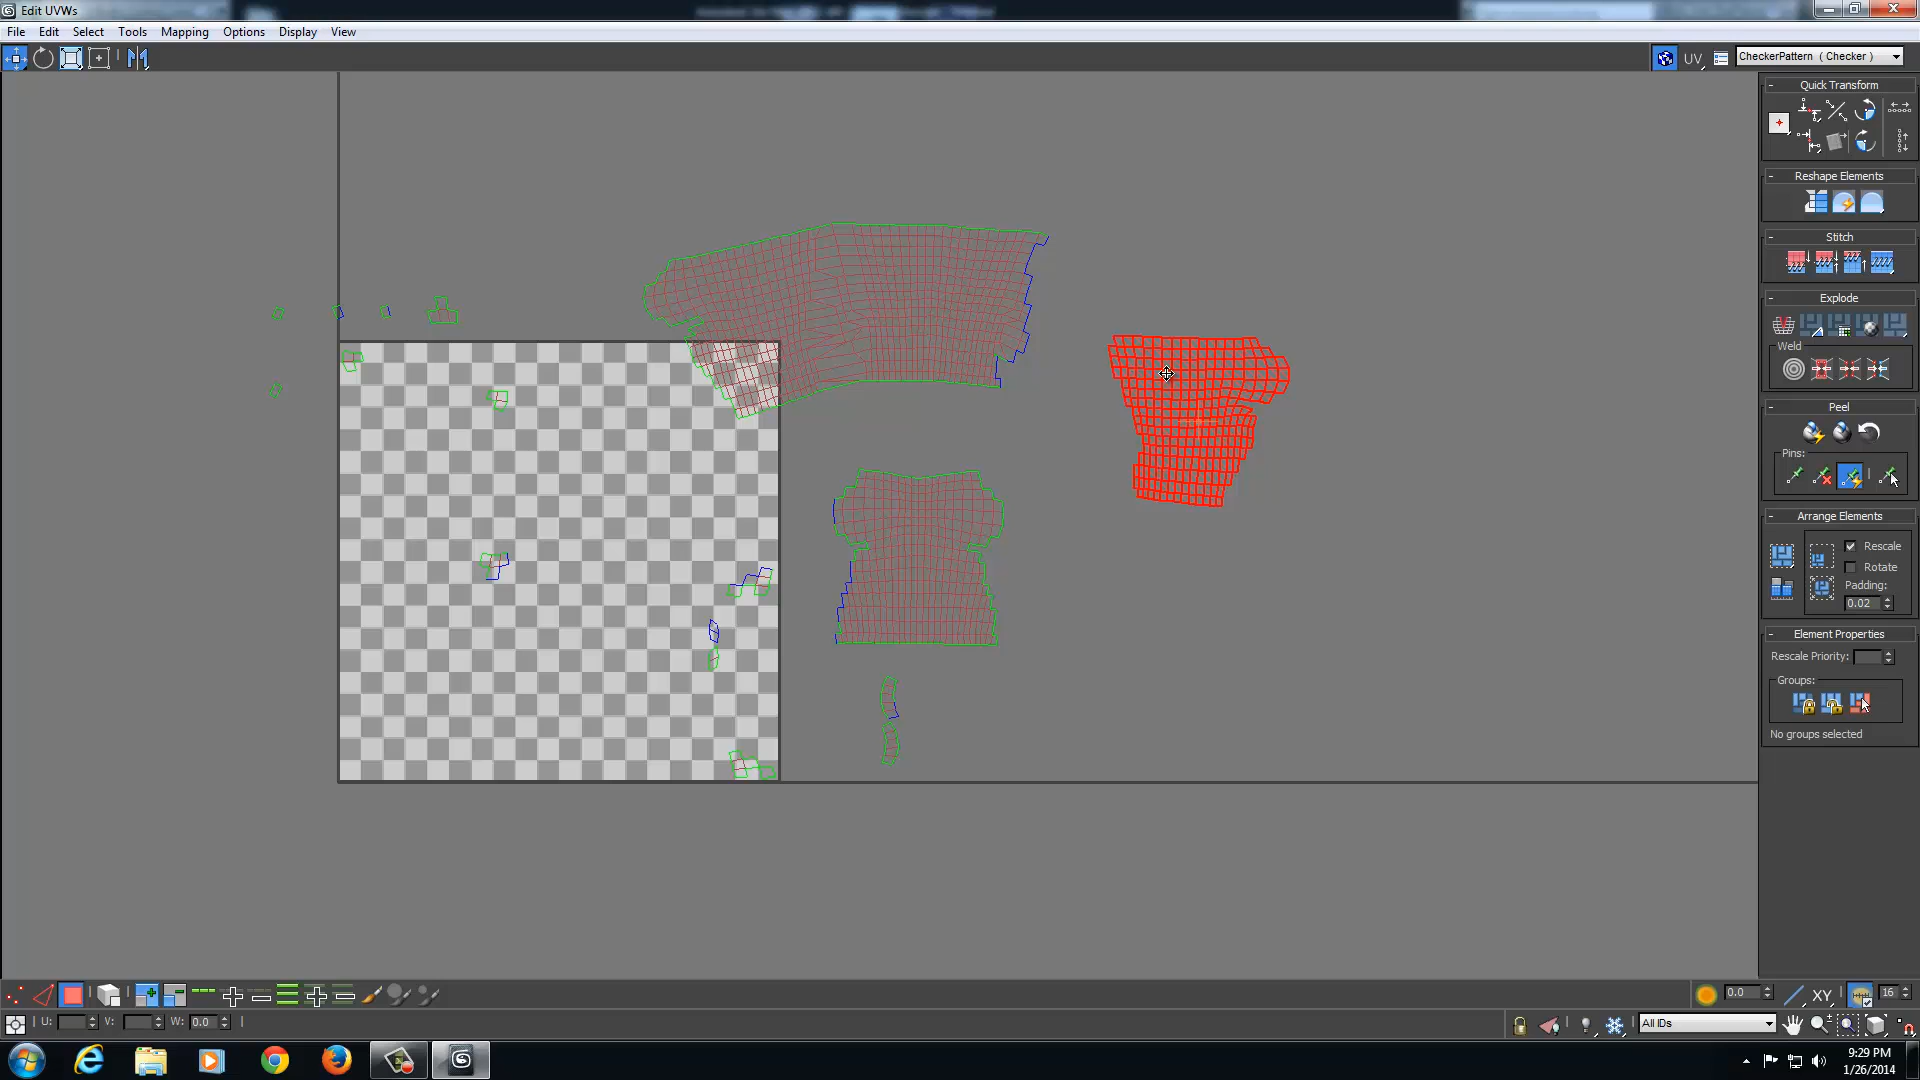 Edit UVWs
File Edit Select Tools Mapping Options Display View
UV CheckerPattern ( Checker )
- Quick Transform
- Reshape Elements
- Stitch
- Explode
Weld
- Peel
Pins:
- Arrange Elements
Rescale
Rotate
Padding:
0.02
- Element Properties
Rescale Priority:
Groups:
No groups selected
0.0 XY 16
U: V: W: 0.0 All IDs
9:29 PM
1/26/2014